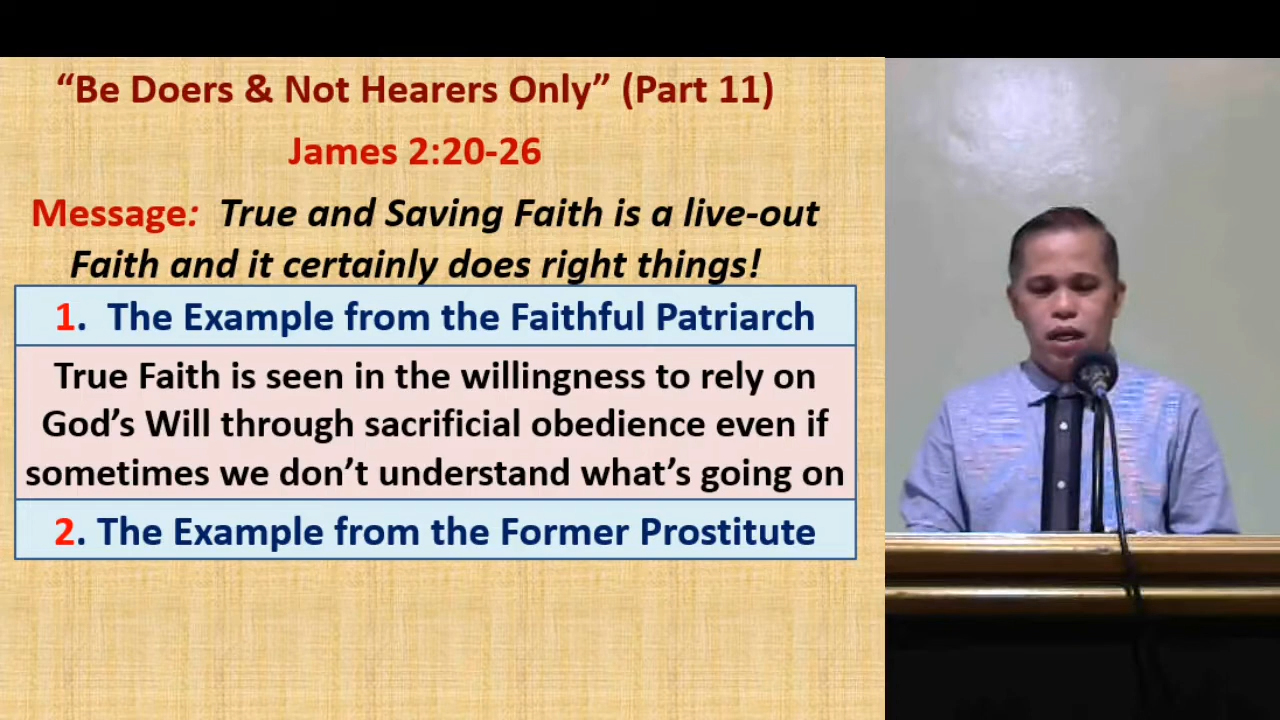 “Be Doers & Not Hearers Only” (Part 11)
James 2:20-26
Message:  True and Saving Faith is a live-out
Faith and it certainly does right things!
1.  The Example from the Faithful Patriarch
True Faith is seen in the willingness to rely on
God’s Will through sacrificial obedience even if
sometimes we don’t understand what’s going on
2. The Example from the Former Prostitute